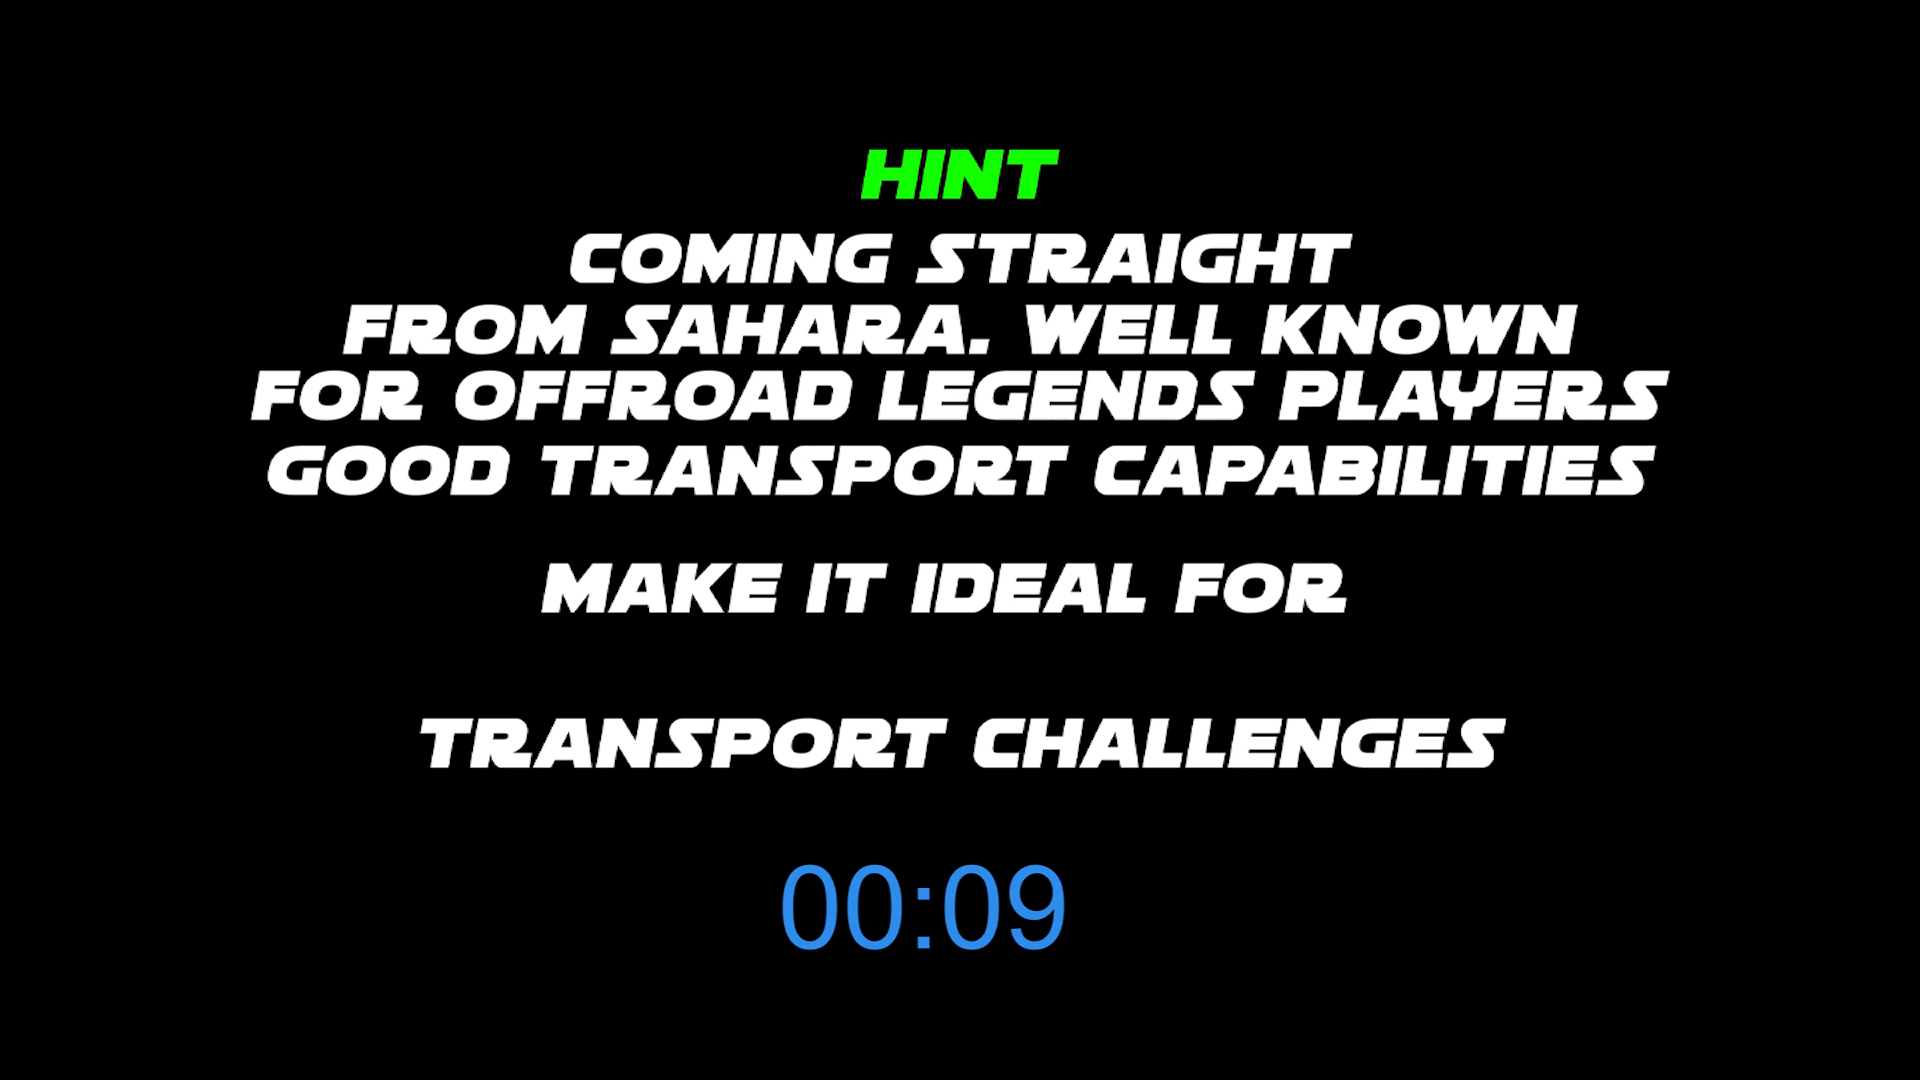 HINT
COMING STRAIGHT
FROM SAHARA. WELL KNOWN
FOR OFFROAD LEGENDS PLAYERS
GOOD TRANSPORT CAPABILITIES
MAKE IT IDEAL FOR
TRANSPORT CHALLENGES
00:09